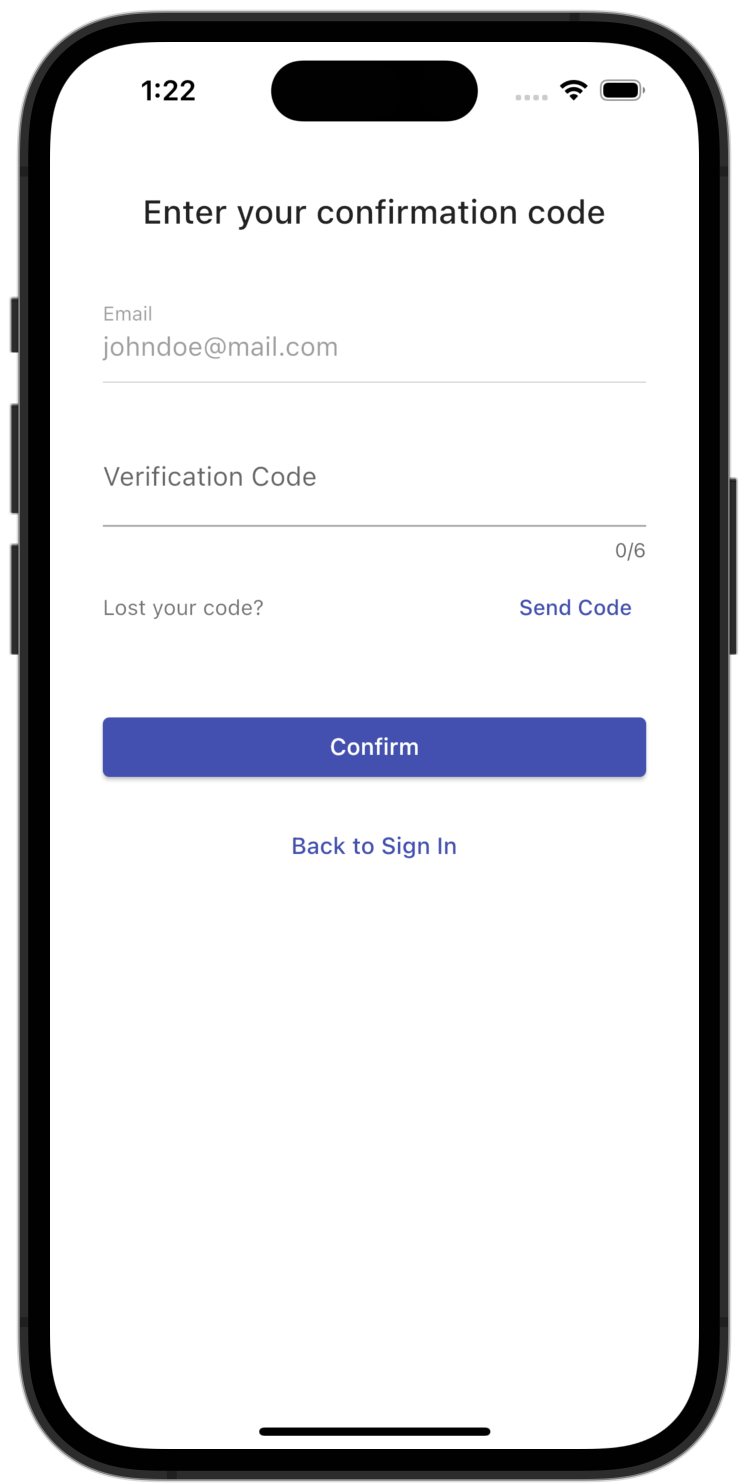 1:22
Enter your confirmation code
Email
johndoe@mail.com
Verification Code
0/6
Lost your code? Send Code
Confirm
Back to Sign In